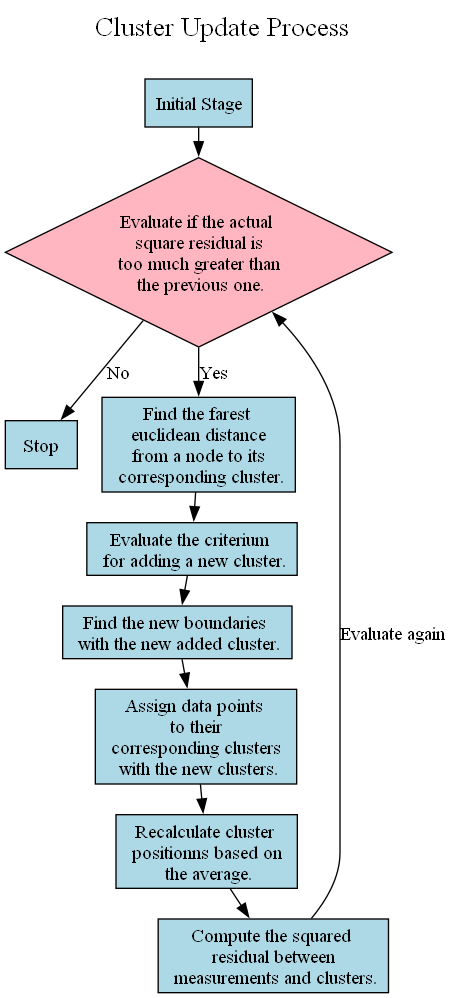 Cluster Update Process
Initial Stage
Evaluate if the actual
square residual is
too much greater than
the previous one.
No
Yes
Stop
Find the farest
euclidean distance
from a node to its
corresponding cluster.
Evaluate the criterium
for adding a new cluster.
Find the new boundaries
with the new added cluster.
Evaluate again
Assign data points
to their
corresponding clusters
with the new clusters.
Recalculate cluster
positionns based on
the average.
Compute the squared
residual between
measurements and clusters.